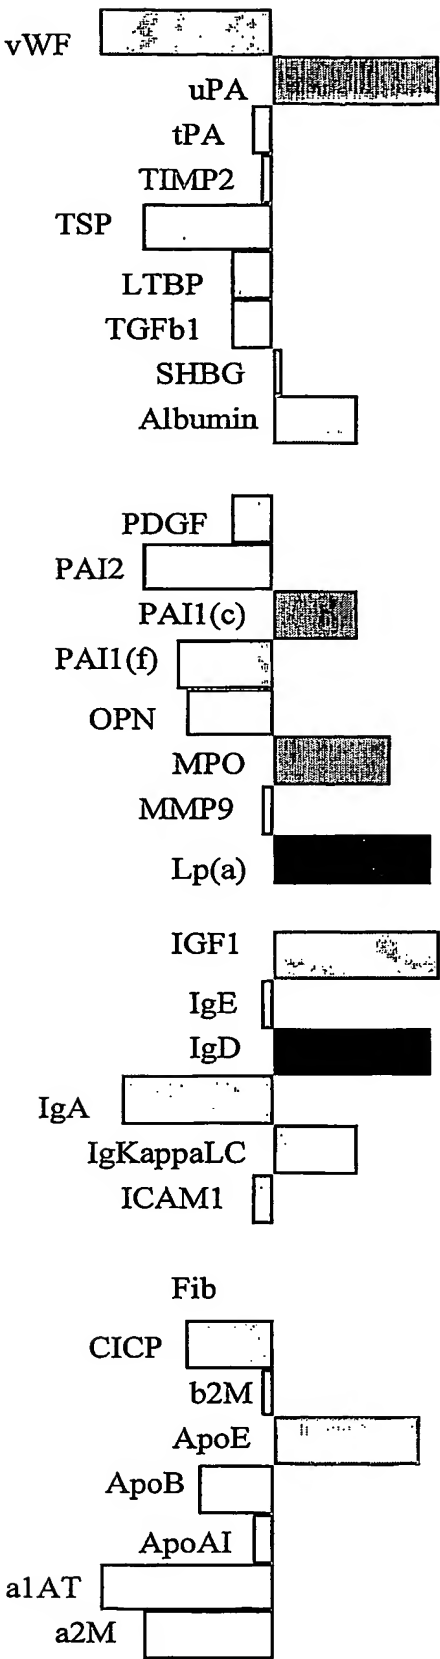 vWF
uPA
tPA
TIMP2
TSP
LTBP
TGFb1
SHBG
Albumin
PDGF
PAI2
PAI1(c)
PAI1(f)
OPN
MPO
MMP9
Lp(a)
IGF1
IgE
IgD
IgA
IgKappaLC
ICAM1
Fib
CICP
b2M
ApoE
ApoB
ApoAI
a1AT
a2M